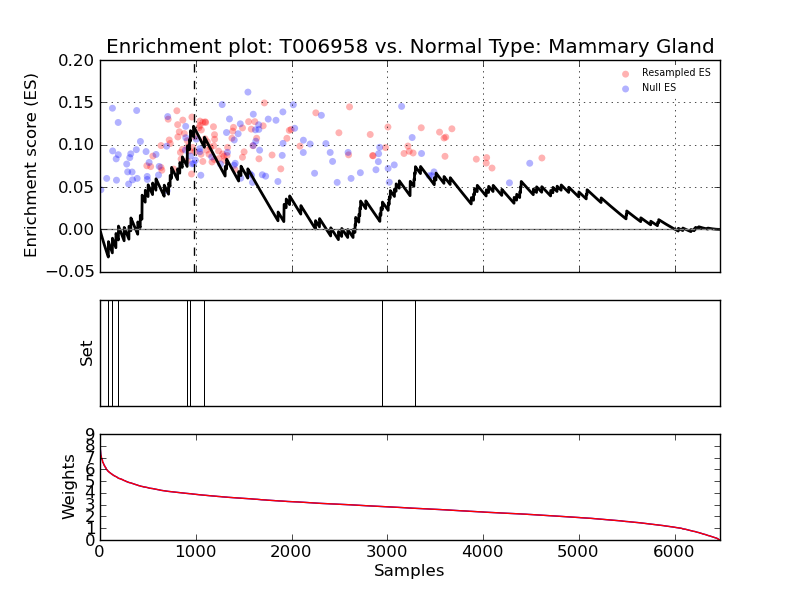 Enrichment plot: T006958 vs. Normal Type: Mammary Gland
0.20
0.15
0.10
0.05
0.00
−0.05
Enrichment score (ES)
Resampled ES
Null ES
Set
Weights
9
8
7
6
5
4
3
2
1
0
0 1000 2000 3000 4000 5000 6000
Samples